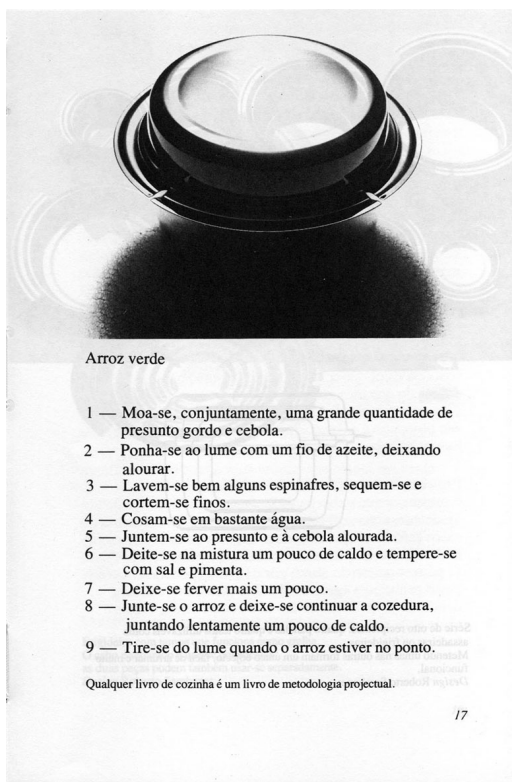 Arroz verde
1 — Moa-se, conjuntamente, uma grande quantidade de
presunto gordo e cebola.
2 — Ponha-se ao lume com um fio de azeite, deixando
alourar.
3 — Lavem-se bem alguns espinafres, sequem-se e
cortem-se finos.
4 — Cosam-se em bastante água.
5 — Juntem-se ao presunto e à cebola alourada.
6 — Deite-se na mistura um pouco de caldo e tempere-se
com sal e pimenta.
7 — Deixe-se ferver mais um pouco.
8 — Junte-se o arroz e deixe-se continuar a cozedura,
juntando lentamente um pouco de caldo.
9 — Tire-se do lume quando o arroz estiver no ponto.
Qualquer livro de cozinha é um livro de metodologia projectual.
17